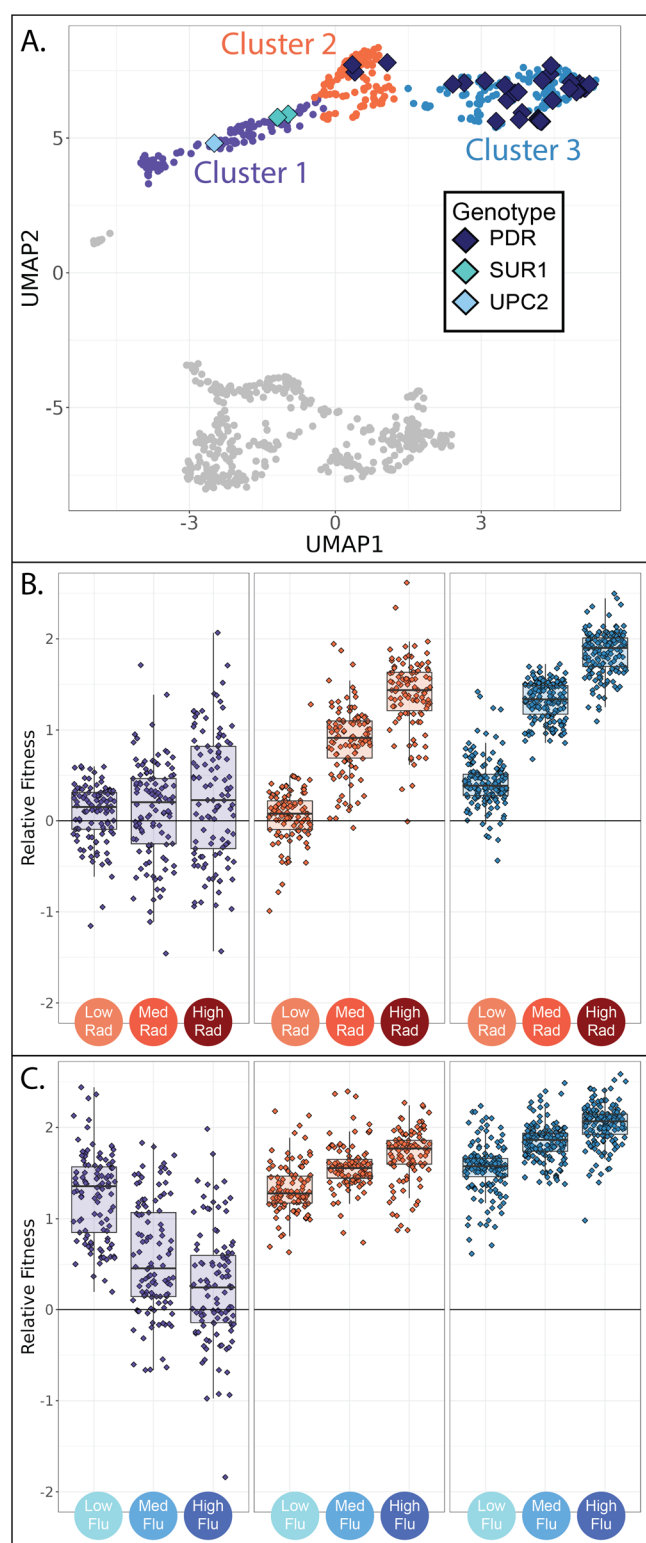 A.
Cluster 2
Cluster 1
Cluster 3
Genotype
PDR
SUR1
UPC2
5
0
-5
UMAP2
-3
0
3
UMAP1
B.
2
1
0
-1
-2
Relative Fitness
Low
Rad
Med
Rad
High
Rad
Low
Rad
Med
Rad
High
Rad
Low
Rad
Med
Rad
High
Rad
C.
2
1
0
-1
-2
Relative Fitness
Low
Flu
Med
Flu
High
Flu
Low
Flu
Med
Flu
High
Flu
Low
Flu
Med
Flu
High
Flu